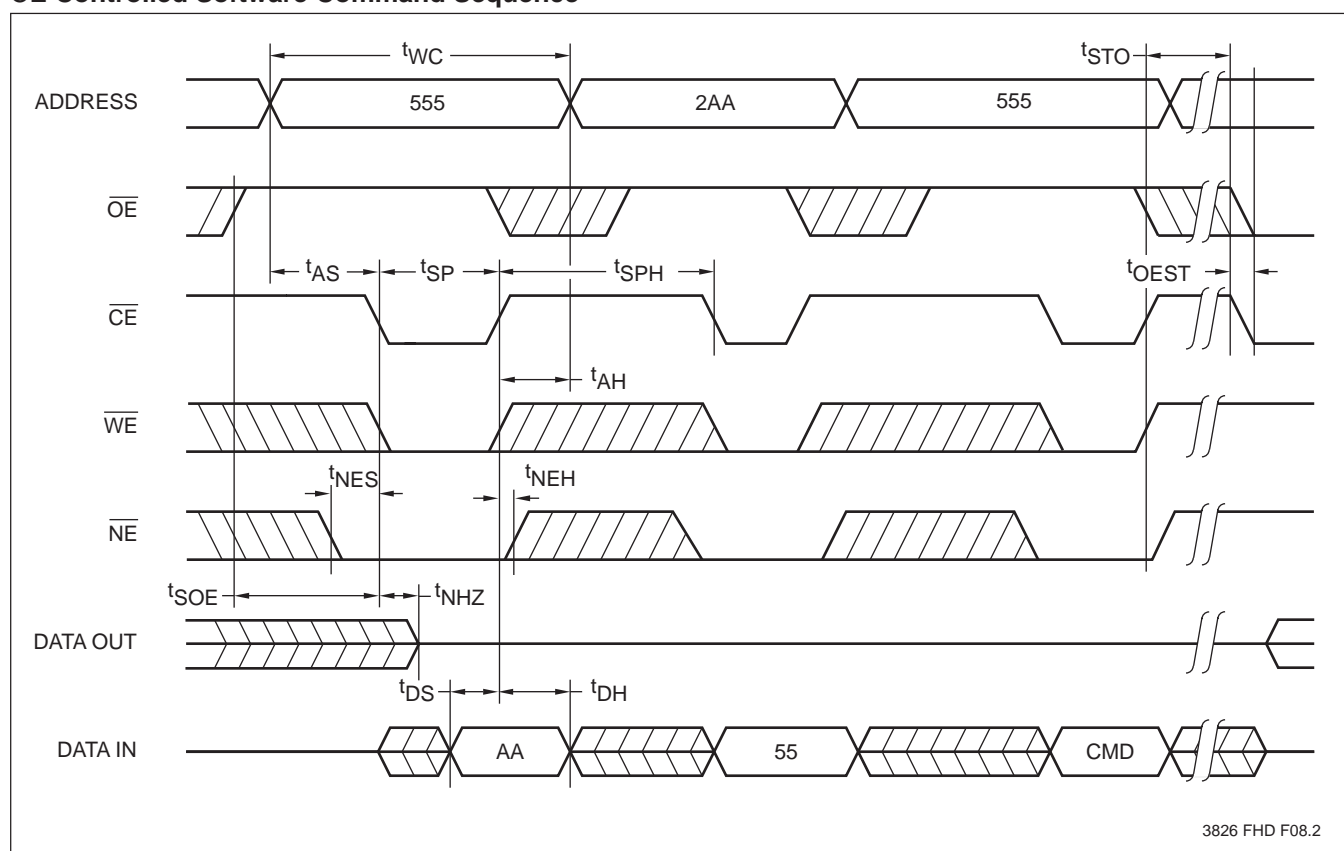 CE Controlled Software Command Sequence
tWC
tSTO
ADDRESS
555
2AA
555
OE
tAS
tSP
tSPH
tOEST
CE
tAH
WE
tNES
tNEH
NE
tSOE
tNHZ
DATA OUT
tDS
tDH
DATA IN
AA
55
CMD
3826 FHD F08.2